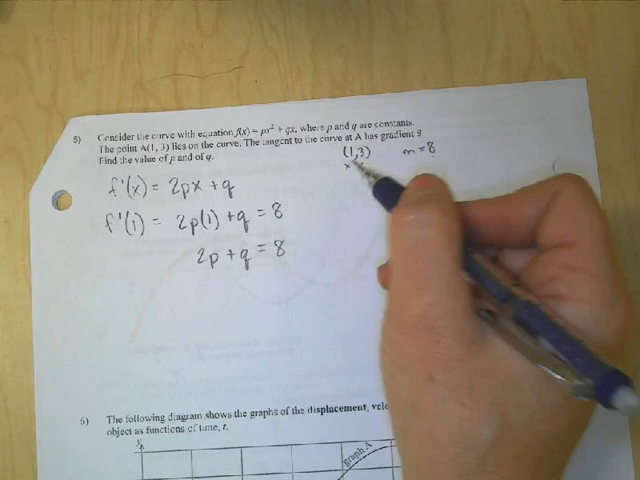 5) Consider the curve with equation f(x) = px² + qx, where p and q are constants.
The point A(1, 3) lies on the curve. The tangent to the curve at A has gradient 8
Find the value of p and of q.
(1,3) m = 8
x
f'(x) = 2px + q
f'(1) = 2p(1) + q = 8
2p + q = 8
6) The following diagram shows the graphs of the displacement,
object as functions of time, t.
y
graph A